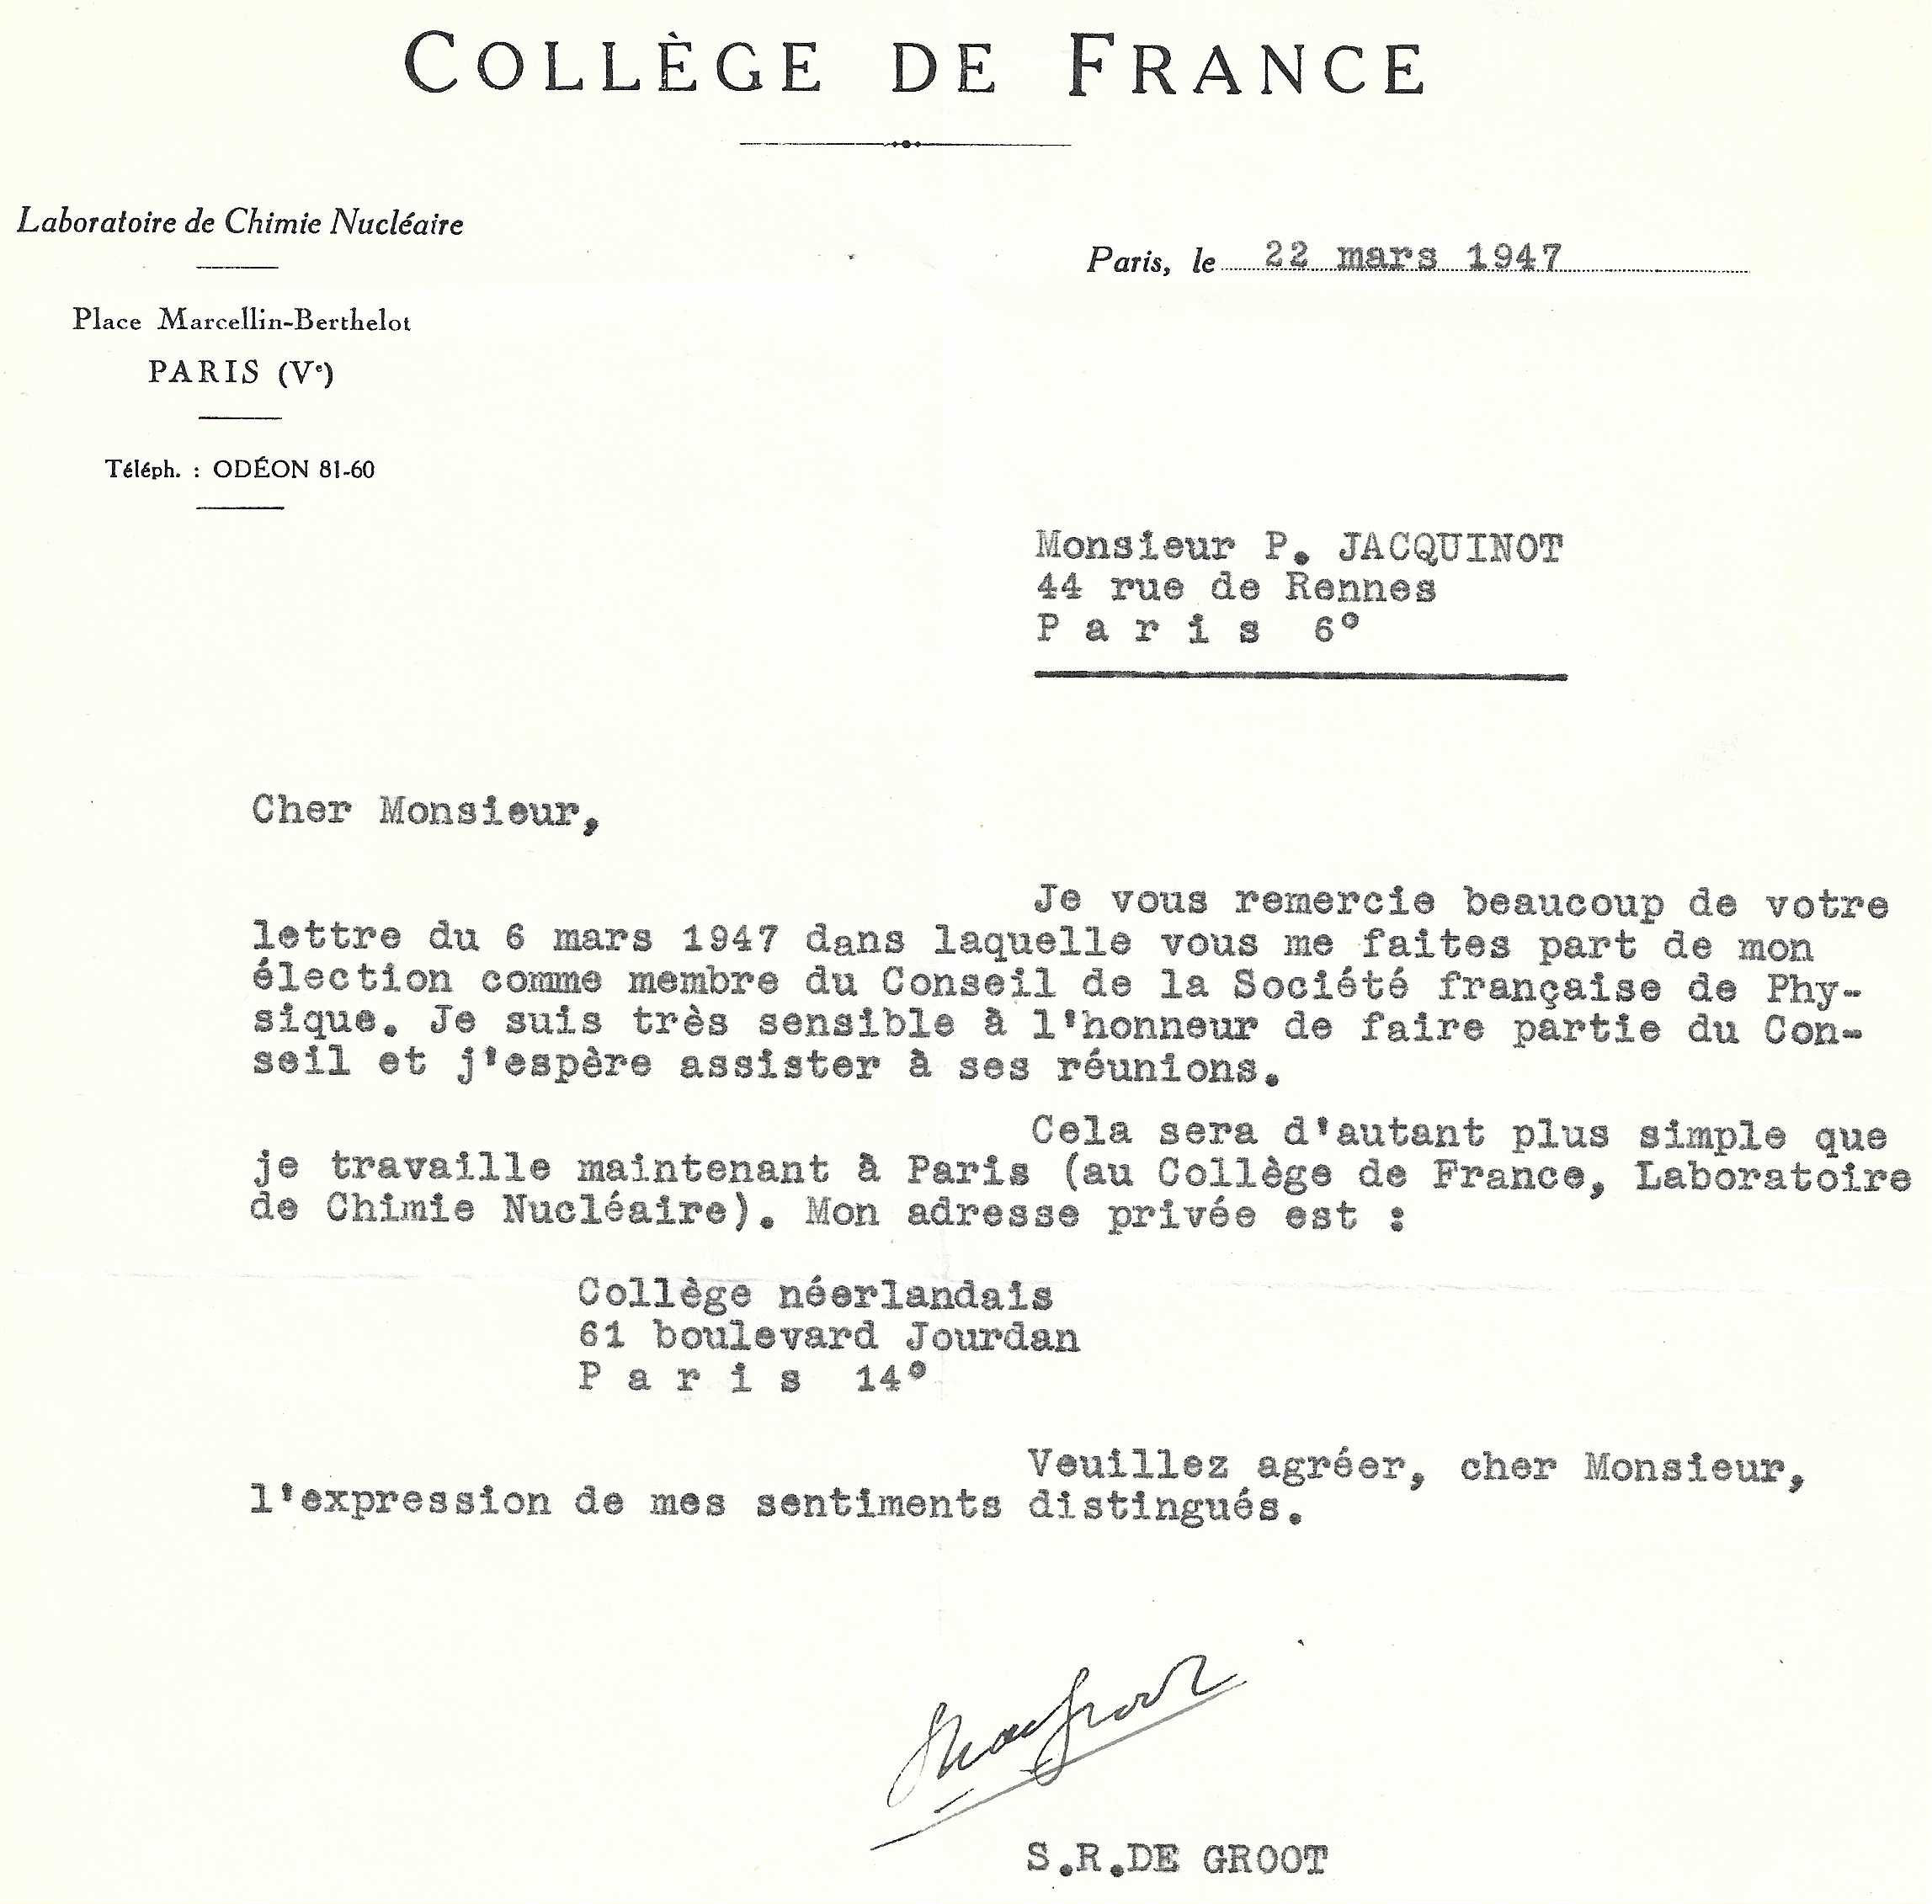 COLLÈGE DE FRANCE
Laboratoire de Chimie Nucléaire
Paris, le 22 mars 1947
Place Marcellin-Berthelot
PARIS (Vᵉ)
Téléph. : ODÉON 81-60
Monsieur P. JACQUINOT
44 rue de Rennes
P a r i s 6°
Cher Monsieur,
Je vous remercie beaucoup de votre
lettre du 6 mars 1947 dans laquelle vous me faites part de mon
élection comme membre du Conseil de la Société française de Phy-
sique. Je suis très sensible à l'honneur de faire partie du Con-
seil et j'espère assister à ses réunions.
Cela sera d'autant plus simple que
je travaille maintenant à Paris (au Collège de France, Laboratoire
de Chimie Nucléaire). Mon adresse privée est :
Collège néerlandais
61 boulevard Jourdan
P a r i s 14°
Veuillez agréer, cher Monsieur,
l'expression de mes sentiments distingués.
S.R.DE GROOT